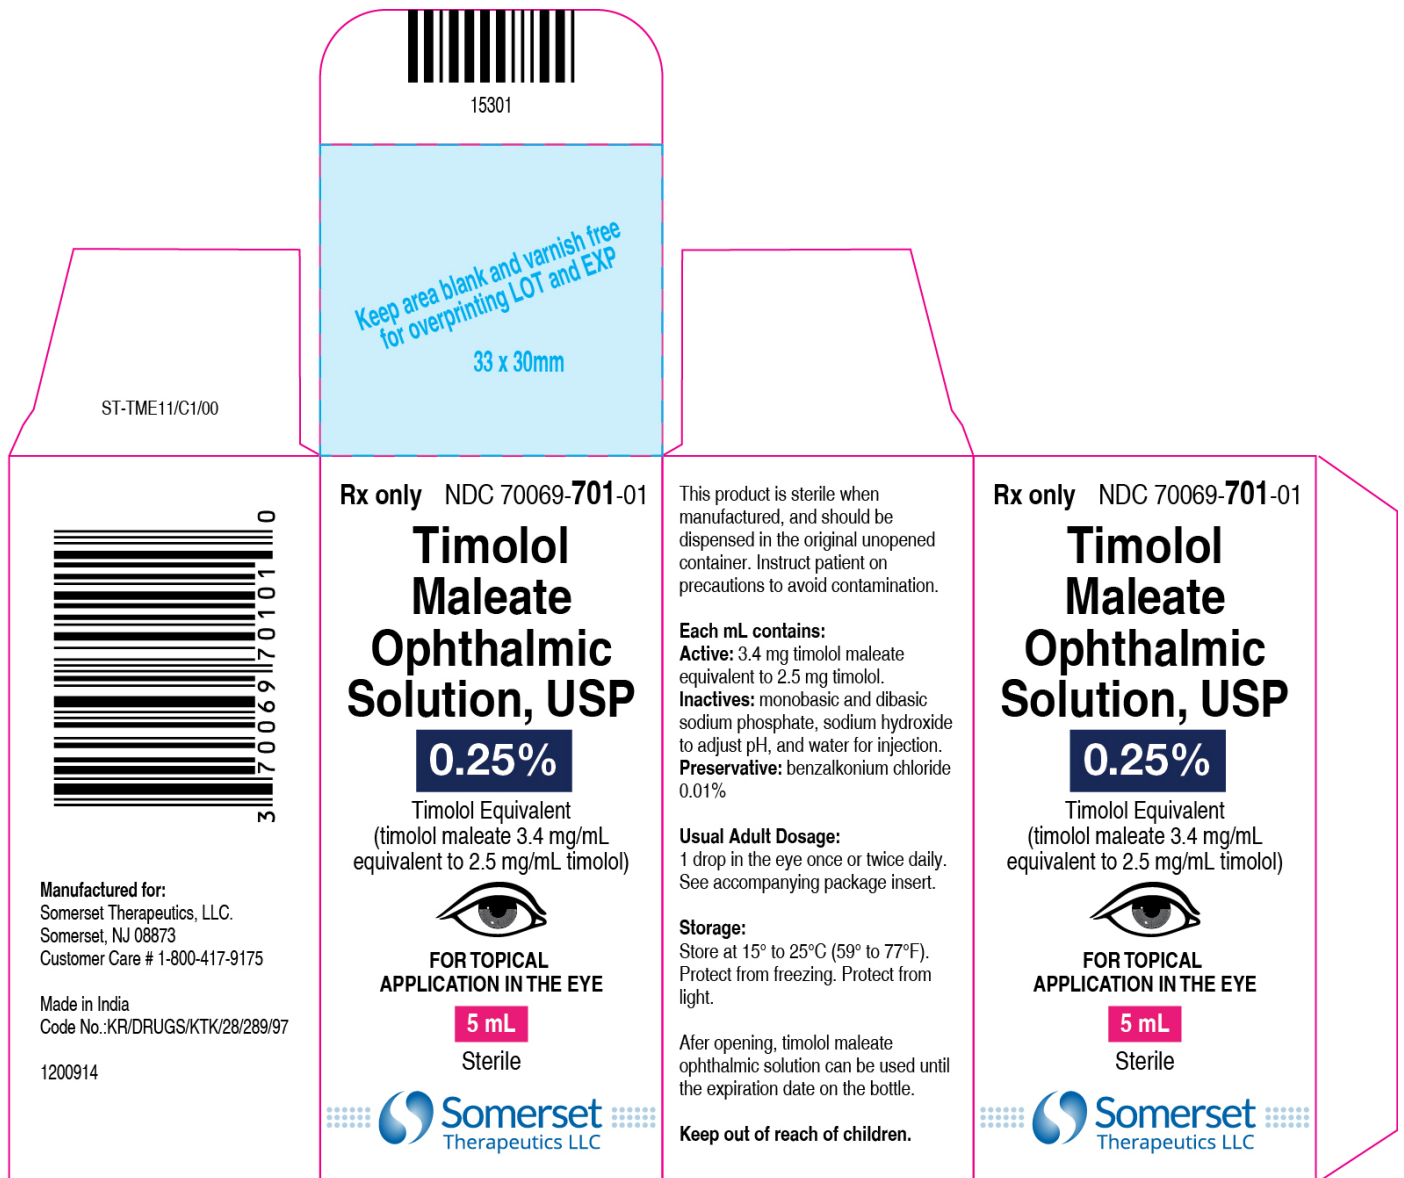 15301
Keep area blank and varnish free
for overprinting LOT and EXP
33 x 30mm
ST-TME11/C1/00
3 70069 70101 0
Manufactured for:
Somerset Therapeutics, LLC.
Somerset, NJ 08873
Customer Care # 1-800-417-9175
Made in India
Code No.:KR/DRUGS/KTK/28/289/97
1200914
Rx only NDC 70069-701-01
Timolol
Maleate
Ophthalmic
Solution, USP
0.25%
Timolol Equivalent
(timolol maleate 3.4 mg/mL
equivalent to 2.5 mg/mL timolol)
FOR TOPICAL
APPLICATION IN THE EYE
5 mL
Sterile
Somerset
Therapeutics LLC
This product is sterile when
manufactured, and should be
dispensed in the original unopened
container. Instruct patient on
precautions to avoid contamination.
Each mL contains:
Active: 3.4 mg timolol maleate
equivalent to 2.5 mg timolol.
Inactives: monobasic and dibasic
sodium phosphate, sodium hydroxide
to adjust pH, and water for injection.
Preservative: benzalkonium chloride
0.01%
Usual Adult Dosage:
1 drop in the eye once or twice daily.
See accompanying package insert.
Storage:
Store at 15° to 25°C (59° to 77°F).
Protect from freezing. Protect from
light.
Afer opening, timolol maleate
ophthalmic solution can be used until
the expiration date on the bottle.
Keep out of reach of children.
Rx only NDC 70069-701-01
Timolol
Maleate
Ophthalmic
Solution, USP
0.25%
Timolol Equivalent
(timolol maleate 3.4 mg/mL
equivalent to 2.5 mg/mL timolol)
FOR TOPICAL
APPLICATION IN THE EYE
5 mL
Sterile
Somerset
Therapeutics LLC